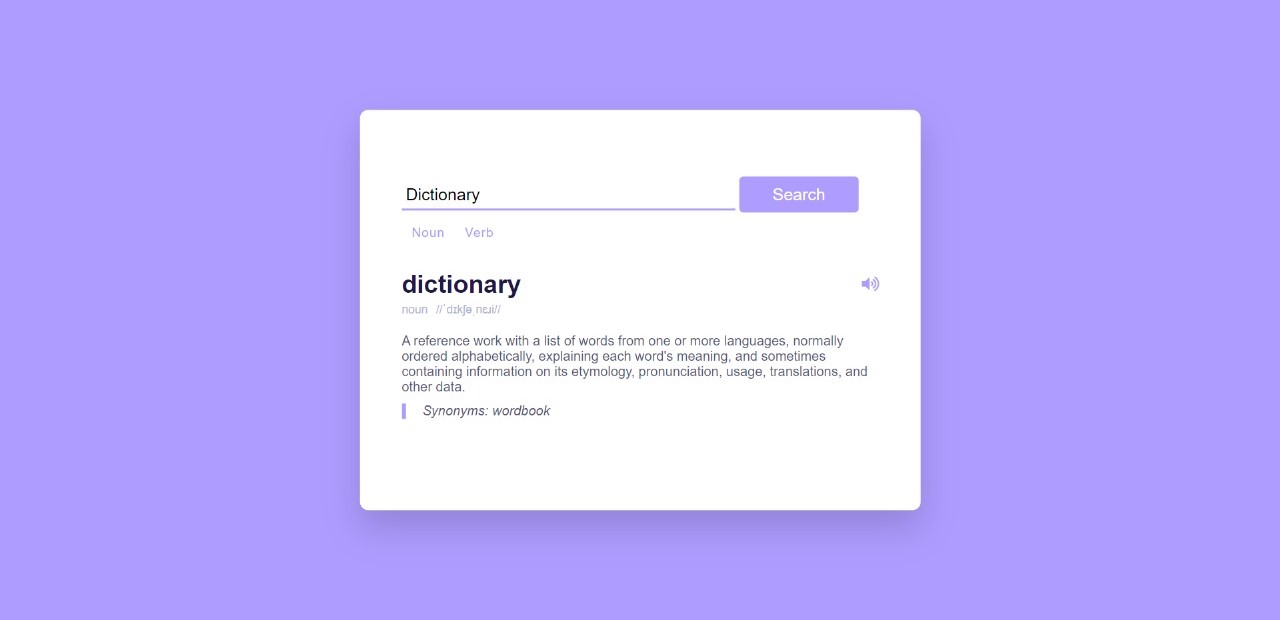 Dictionary
Search
Noun Verb
dictionary
noun //ˈdɪkʃəˌnɛɹi//
A reference work with a list of words from one or more languages, normally
ordered alphabetically, explaining each word's meaning, and sometimes
containing information on its etymology, pronunciation, usage, translations, and
other data.
Synonyms: wordbook